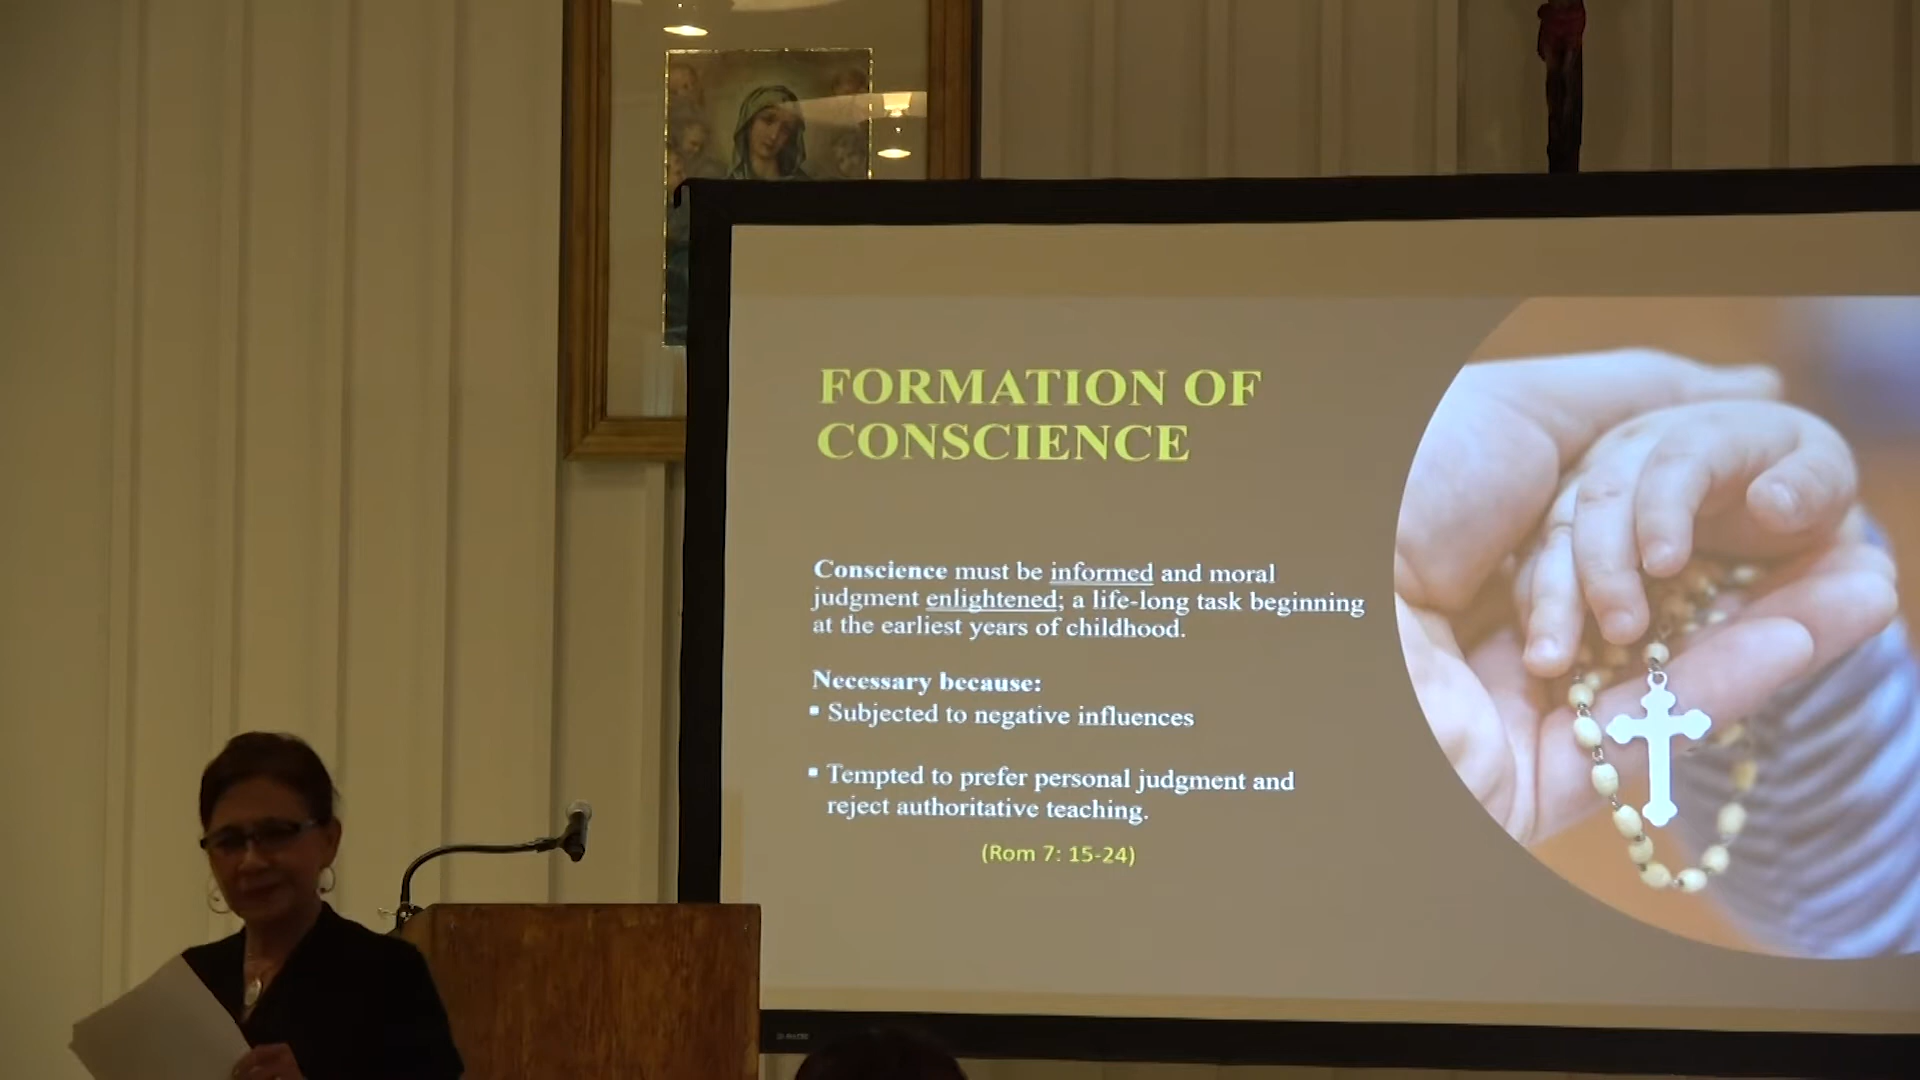 FORMATION OF
CONSCIENCE
Conscience must be informed and moral
judgment enlightened; a life-long task beginning
at the earliest years of childhood.
Necessary because:
▪ Subjected to negative influences
▪ Tempted to prefer personal judgment and
reject authoritative teaching.
(Rom 7: 15-24)